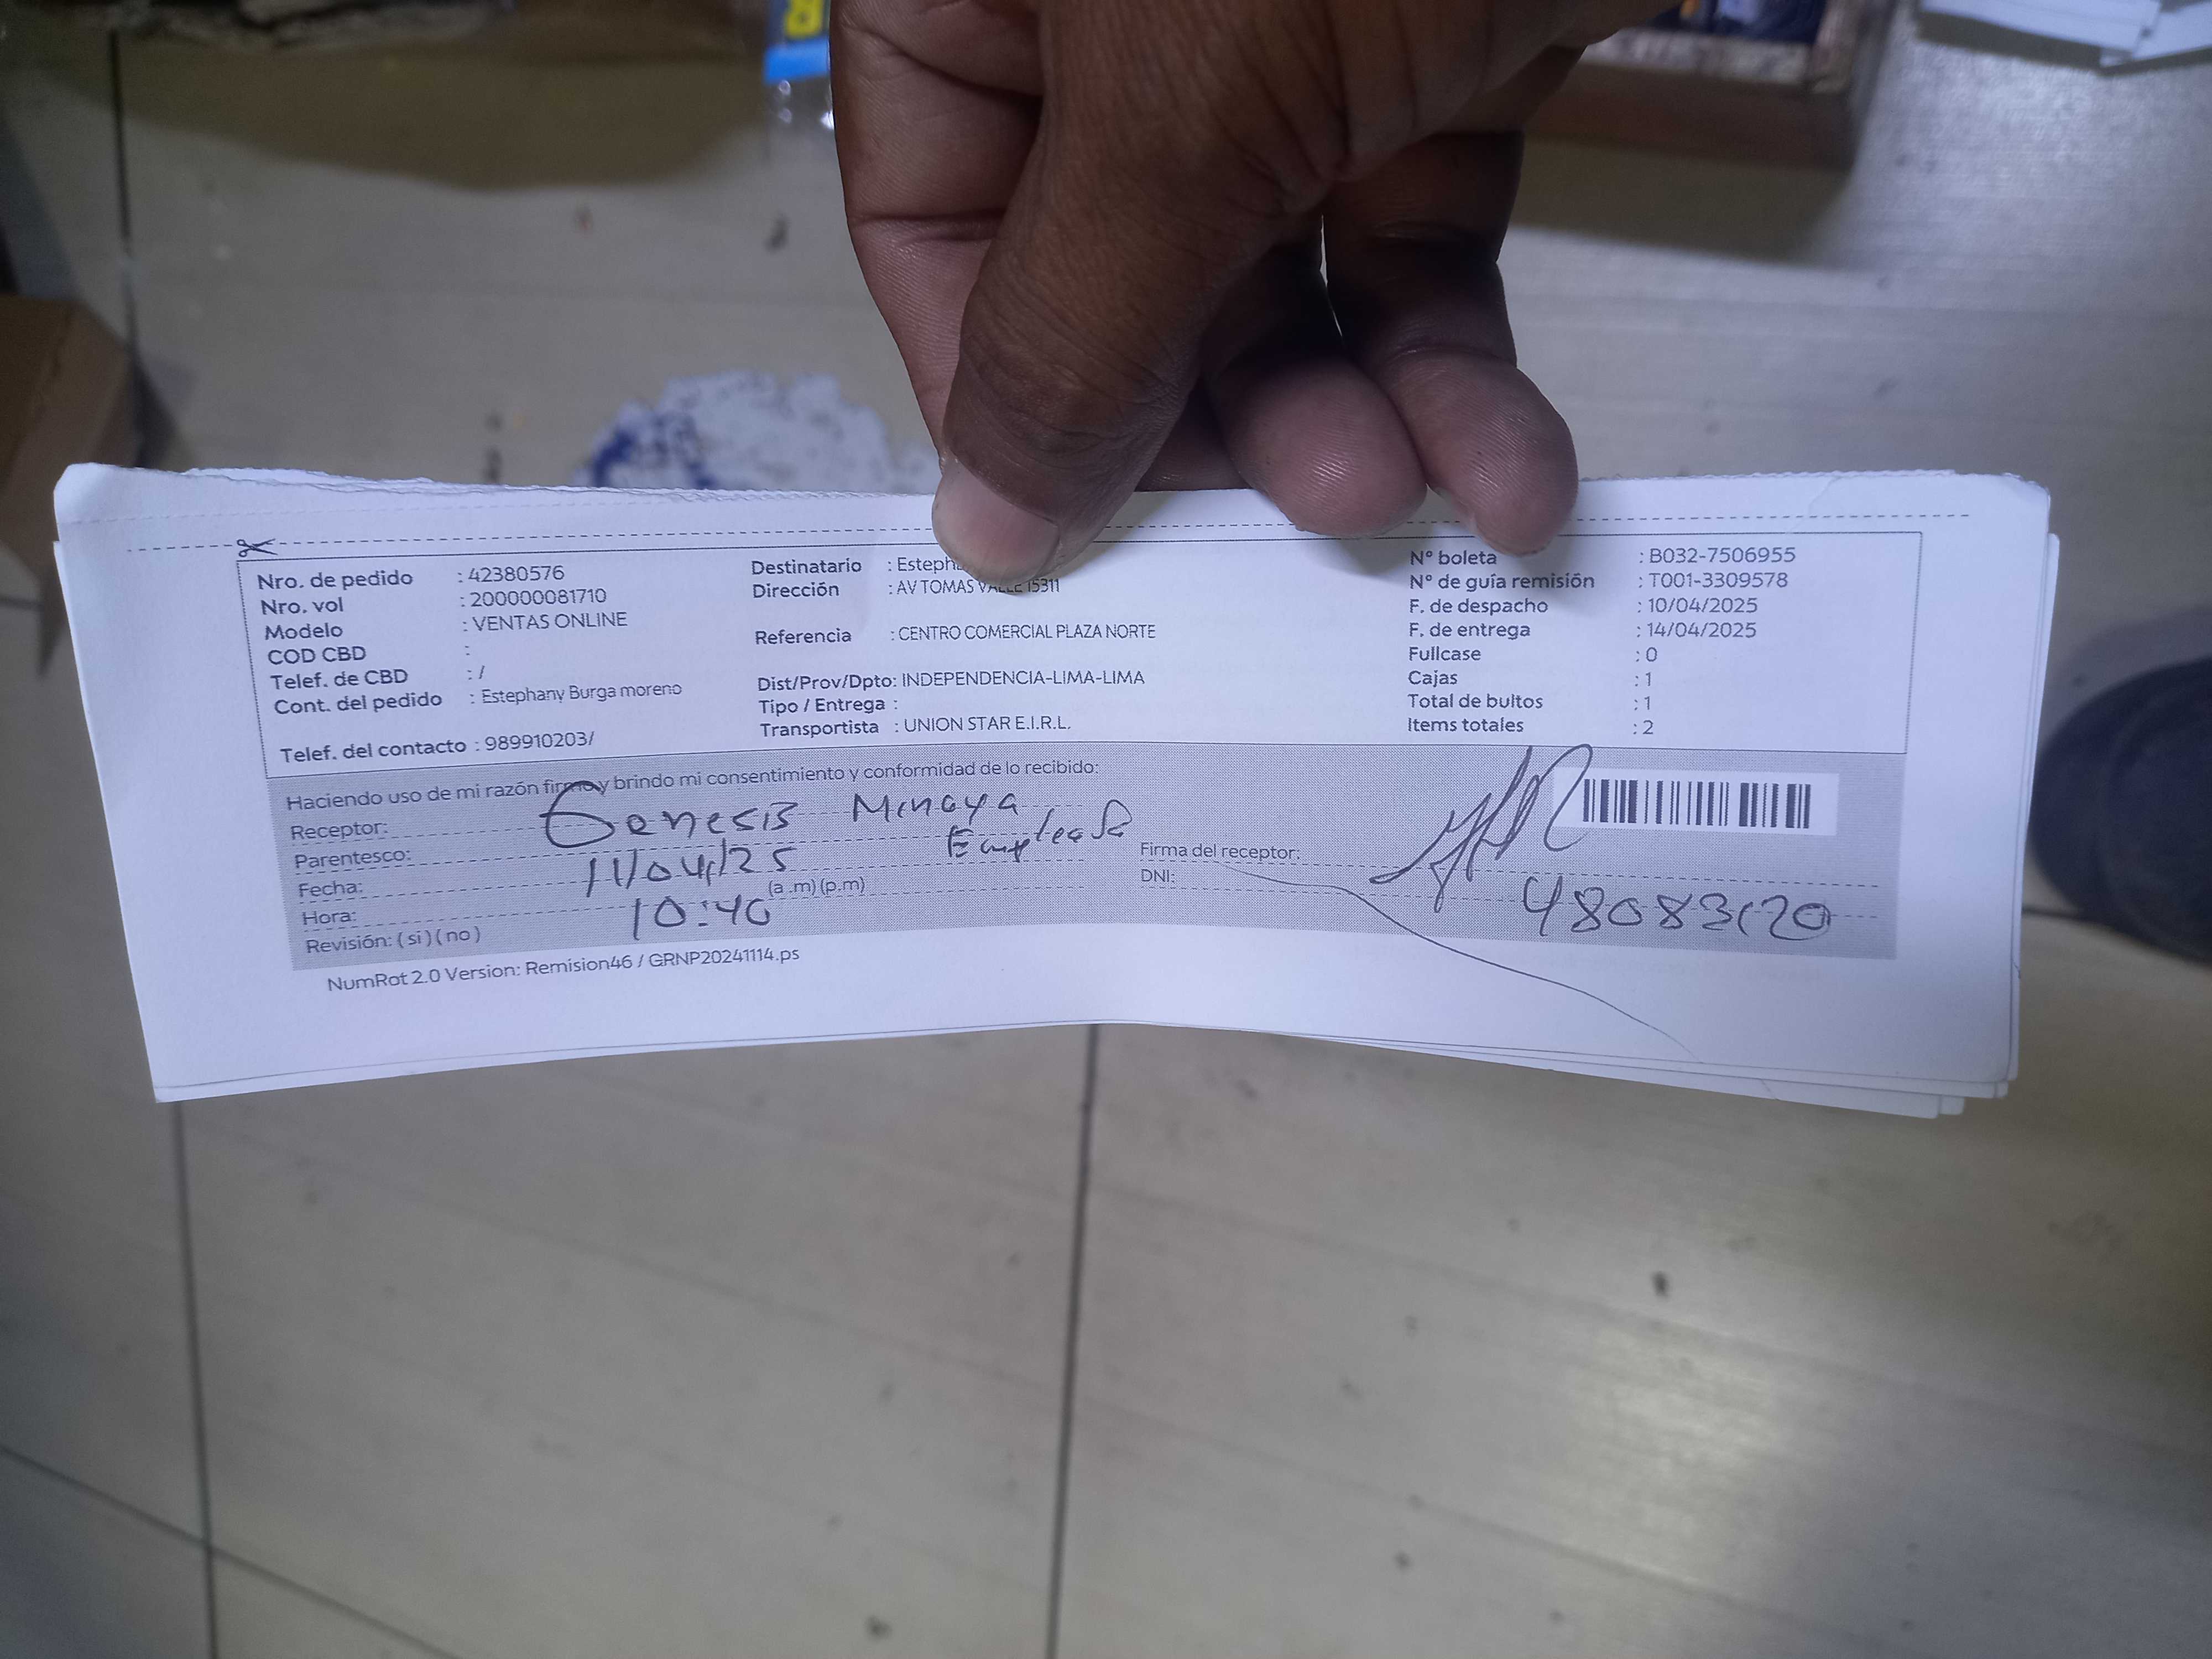 Nro. de pedido : 42380576
Nro. vol : 200000081710
Modelo : VENTAS ONLINE
COD CBD :
Telef. de CBD : /
Cont. del pedido : Estephany Burga moreno
Telef. del contacto : 989910203/
Destinatario : Esteph
Dirección : AV TOMAS VALLE 15311
Referencia : CENTRO COMERCIAL PLAZA NORTE
Dist/Prov/Dpto: INDEPENDENCIA-LIMA-LIMA
Tipo / Entrega :
Transportista : UNION STAR E.I.R.L.
N° boleta : B032-7506955
N° de guía remisión : T001-3309578
F. de despacho : 10/04/2025
F. de entrega : 14/04/2025
Fullcase : 0
Cajas : 1
Total de bultos : 1
Items totales : 2
Haciendo uso de mi razón firmo y brindo mi consentimiento y conformidad de lo recibido:
Receptor: Genesis Minaya
Parentesco: Empleada
Fecha: 11/04/25
Hora: 10:40 (a .m) (p.m)
Revisión: ( si ) ( no )
Firma del receptor:
DNI:
NumRot 2.0 Version: Remision46 / GRNP20241114.ps